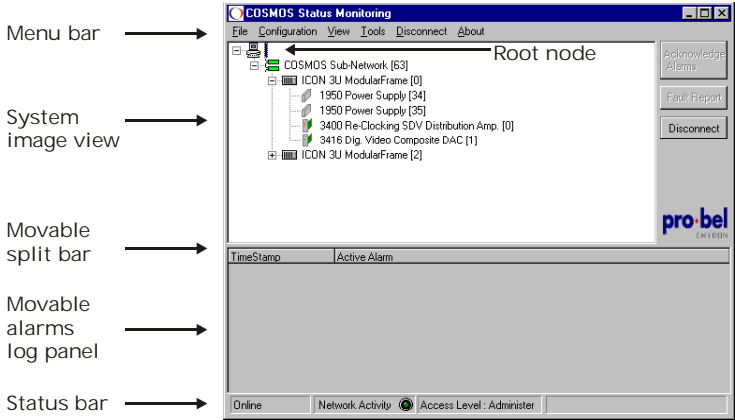 COSMOS Status Monitoring
Menu bar
File Configuration View Tools Disconnect About
Root node
COSMOS Sub-Network [63]
ICON 3U ModularFrame [0]
1950 Power Supply [34]
1950 Power Supply [35]
3400 Re-Clocking SDV Distribution Amp. [0]
3416 Dig. Video Composite DAC [1]
ICON 3U ModularFrame [2]
System
image view
Acknowledge
Alarms
Fault Report
Disconnect
pro·bel
CHYRON
Movable
split bar
TimeStamp Active Alarm
Movable
alarms
log panel
Status bar
Online Network Activity Access Level : Administer